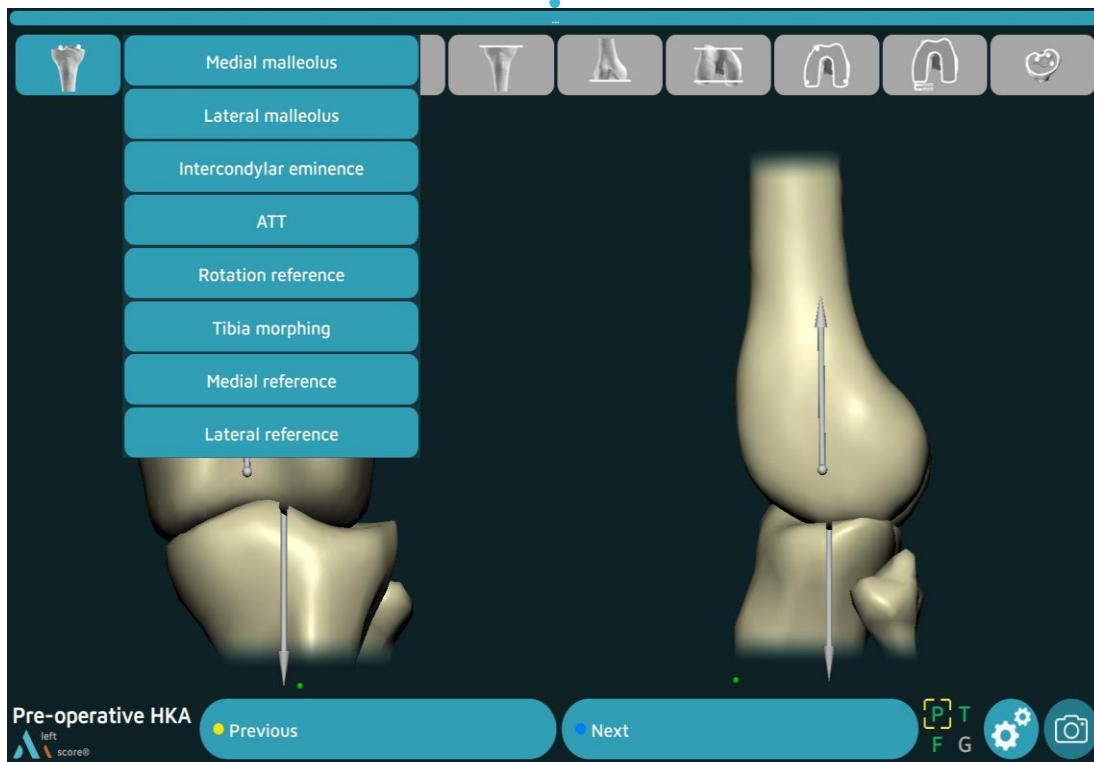 ...
Medial malleolus
Lateral malleolus
Intercondylar eminence
ATT
Rotation reference
Tibia morphing
Medial reference
Lateral reference
Pre-operative HKA
left
score®
Previous
Next
P T
F G